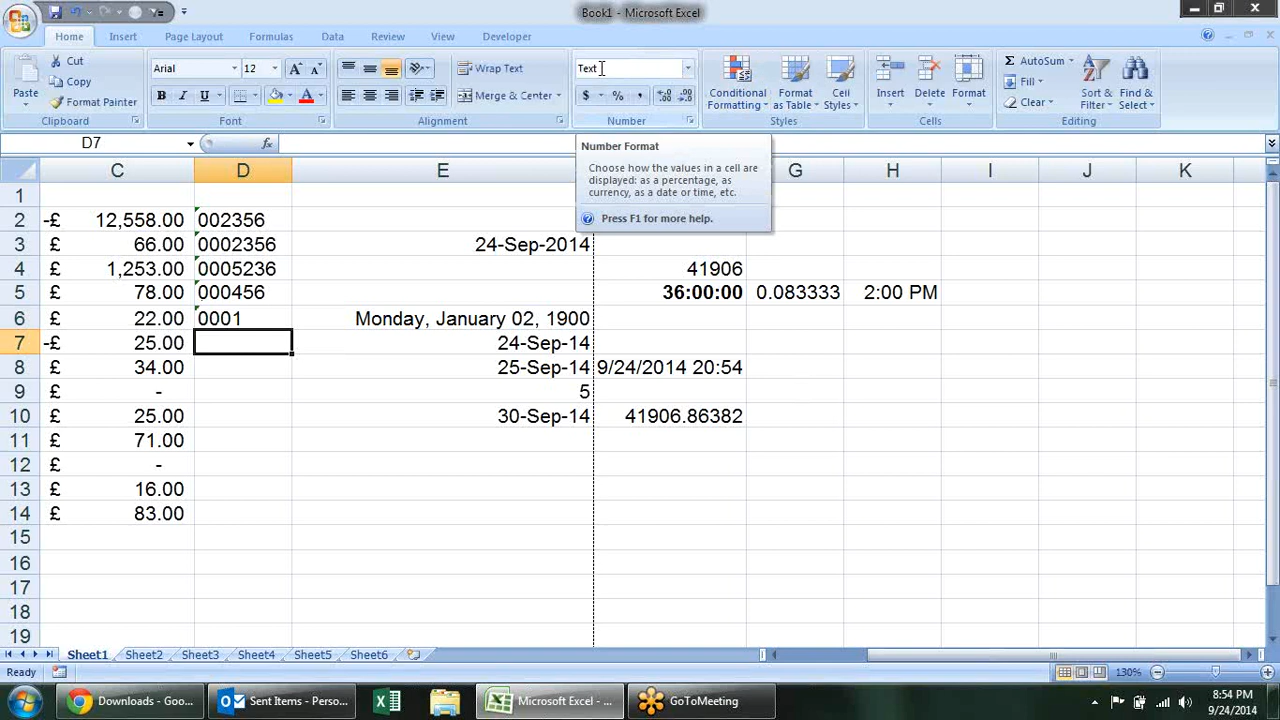 Book1 - Microsoft Excel
Home Insert Page Layout Formulas Data Review View Developer
Cut
Copy
Format Painter
Paste
Clipboard
Arial 12
B I U
Font
Wrap Text
Merge & Center
Alignment
Text
$ % ,
Number
Conditional Formatting
Format as Table
Cell Styles
Styles
Insert Delete Format
Cells
Σ AutoSum
Fill
Clear
Sort & Filter
Find & Select
Editing
D7 fx
Number Format
Choose how the values in a cell are
displayed: as a percentage, as
currency, as a date or time, etc.
Press F1 for more help.
C D E G H I J K
1
2 -£ 12,558.00 002356
3 £ 66.00 0002356 24-Sep-2014
4 £ 1,253.00 0005236 41906
5 £ 78.00 000456 36:00:00 0.083333 2:00 PM
6 £ 22.00 0001 Monday, January 02, 1900
7 -£ 25.00 24-Sep-14
8 £ 34.00 25-Sep-14 9/24/2014 20:54
9 £ - 5
10 £ 25.00 30-Sep-14 41906.86382
11 £ 71.00
12 £ -
13 £ 16.00
14 £ 83.00
15
16
17
18
19
Sheet1 Sheet2 Sheet3 Sheet4 Sheet5 Sheet6
Ready 130%
Downloads - Goo... Sent Items - Perso... Microsoft Excel - ... GoToMeeting
8:54 PM
9/24/2014